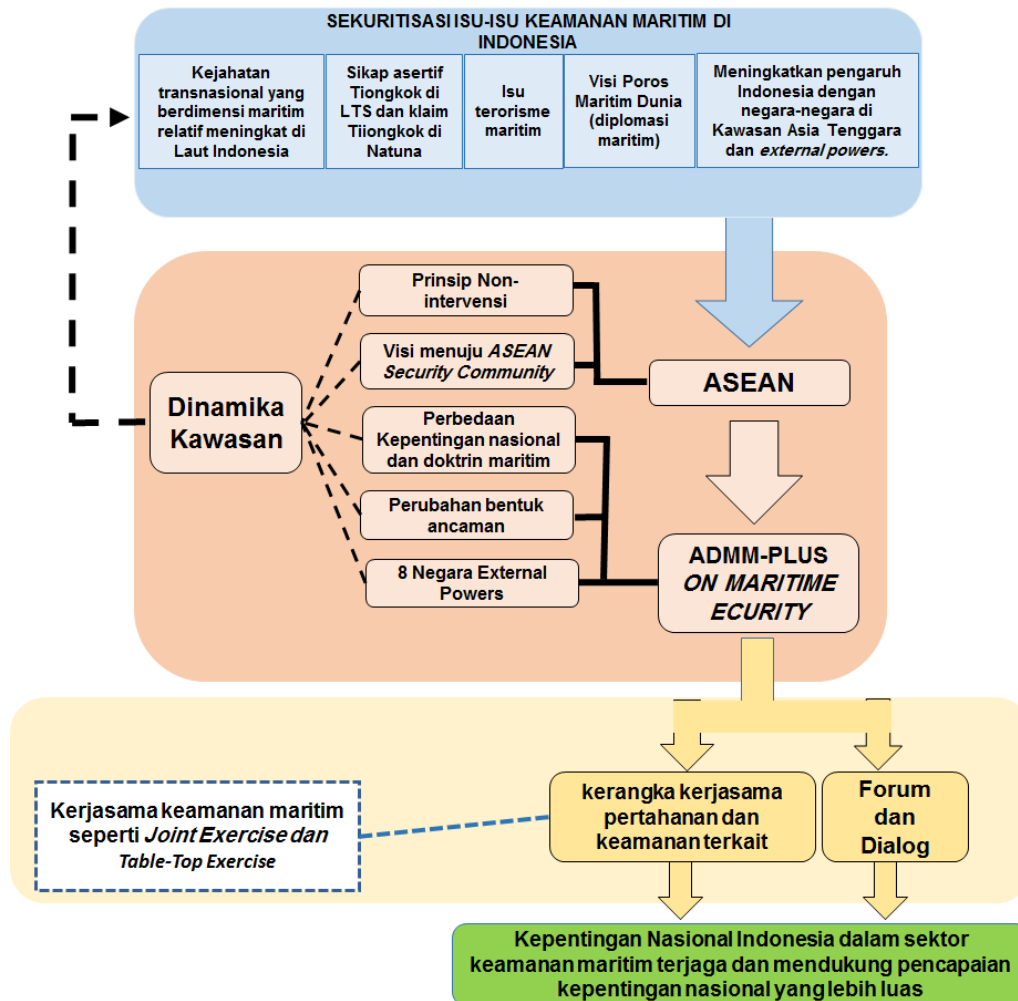 SEKURITISASI ISU-ISU KEAMANAN MARITIM DI
INDONESIA
Kejahatan
transnasional yang
berdimensi maritim
relatif meningkat di
Laut Indonesia
Sikap asertif
Tiongkok di
LTS dan klaim
Tiiongkok di
Natuna
Isu
terorisme
maritim
Visi Poros
Maritim Dunia
(diplomasi
maritim)
Meningkatkan pengaruh
Indonesia dengan
negara-negara di
Kawasan Asia Tenggara
dan external powers.
Dinamika
Kawasan
Prinsip Non-
intervensi
Visi menuju ASEAN
Security Community
Perbedaan
Kepentingan nasional
dan doktrin maritim
Perubahan bentuk
ancaman
8 Negara External
Powers
ASEAN
ADMM-PLUS
ON MARITIME
ECURITY
Kerjasama keamanan maritim
seperti Joint Exercise dan
Table-Top Exercise
kerangka kerjasama
pertahanan dan
keamanan terkait
Forum
dan
Dialog
Kepentingan Nasional Indonesia dalam sektor
keamanan maritim terjaga dan mendukung pencapaian
kepentingan nasional yang lebih luas